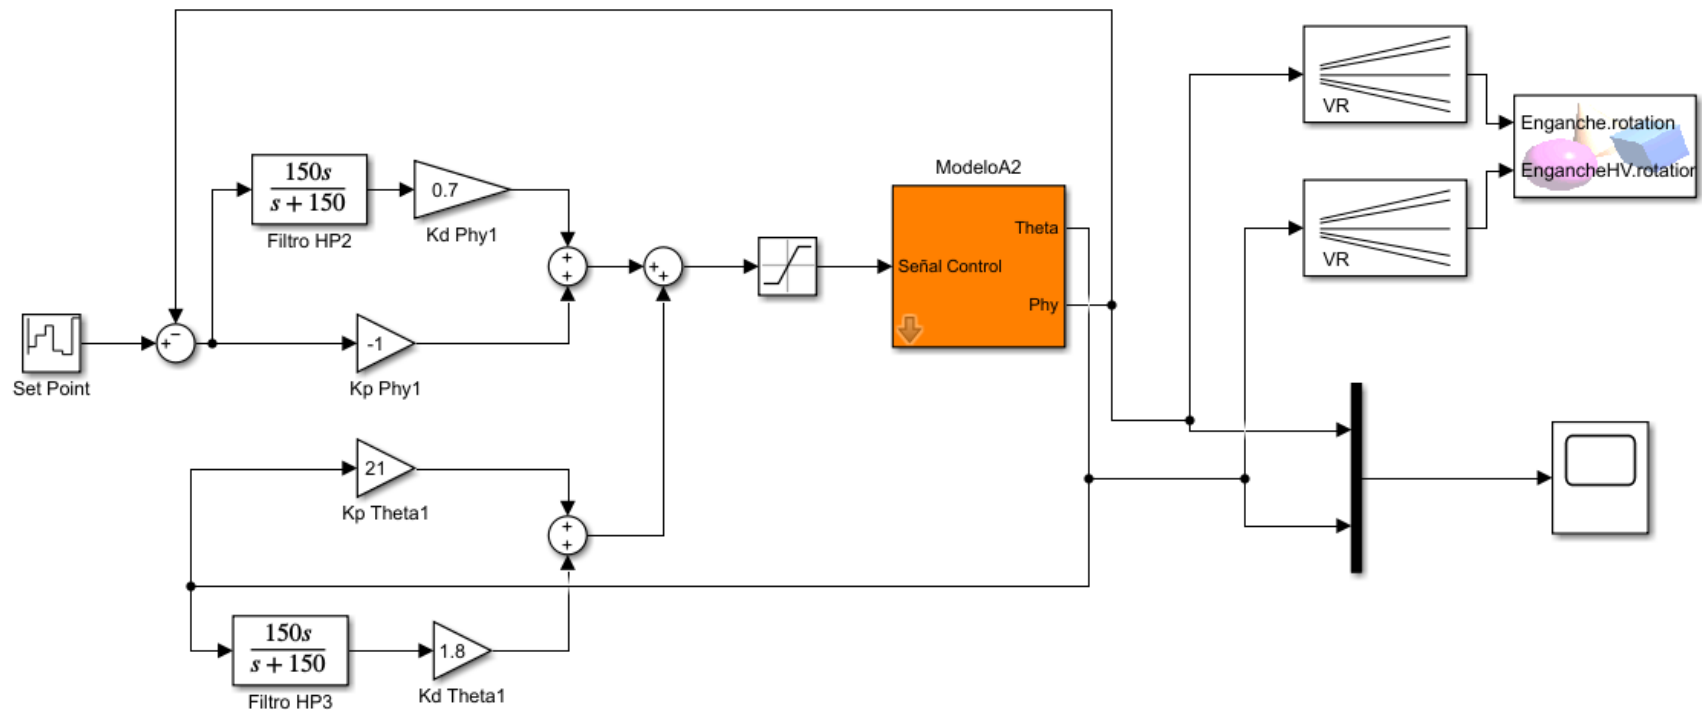 VR
Enganche.rotation
EngancheHV.rotation
VR
150s
s + 150
Filtro HP2
0.7
Kd Phy1
+
+
+
+
ModeloA2
Theta
Señal Control
Phy
Set Point
+
−
-1
Kp Phy1
21
Kp Theta1
+
+
150s
s + 150
Filtro HP3
1.8
Kd Theta1